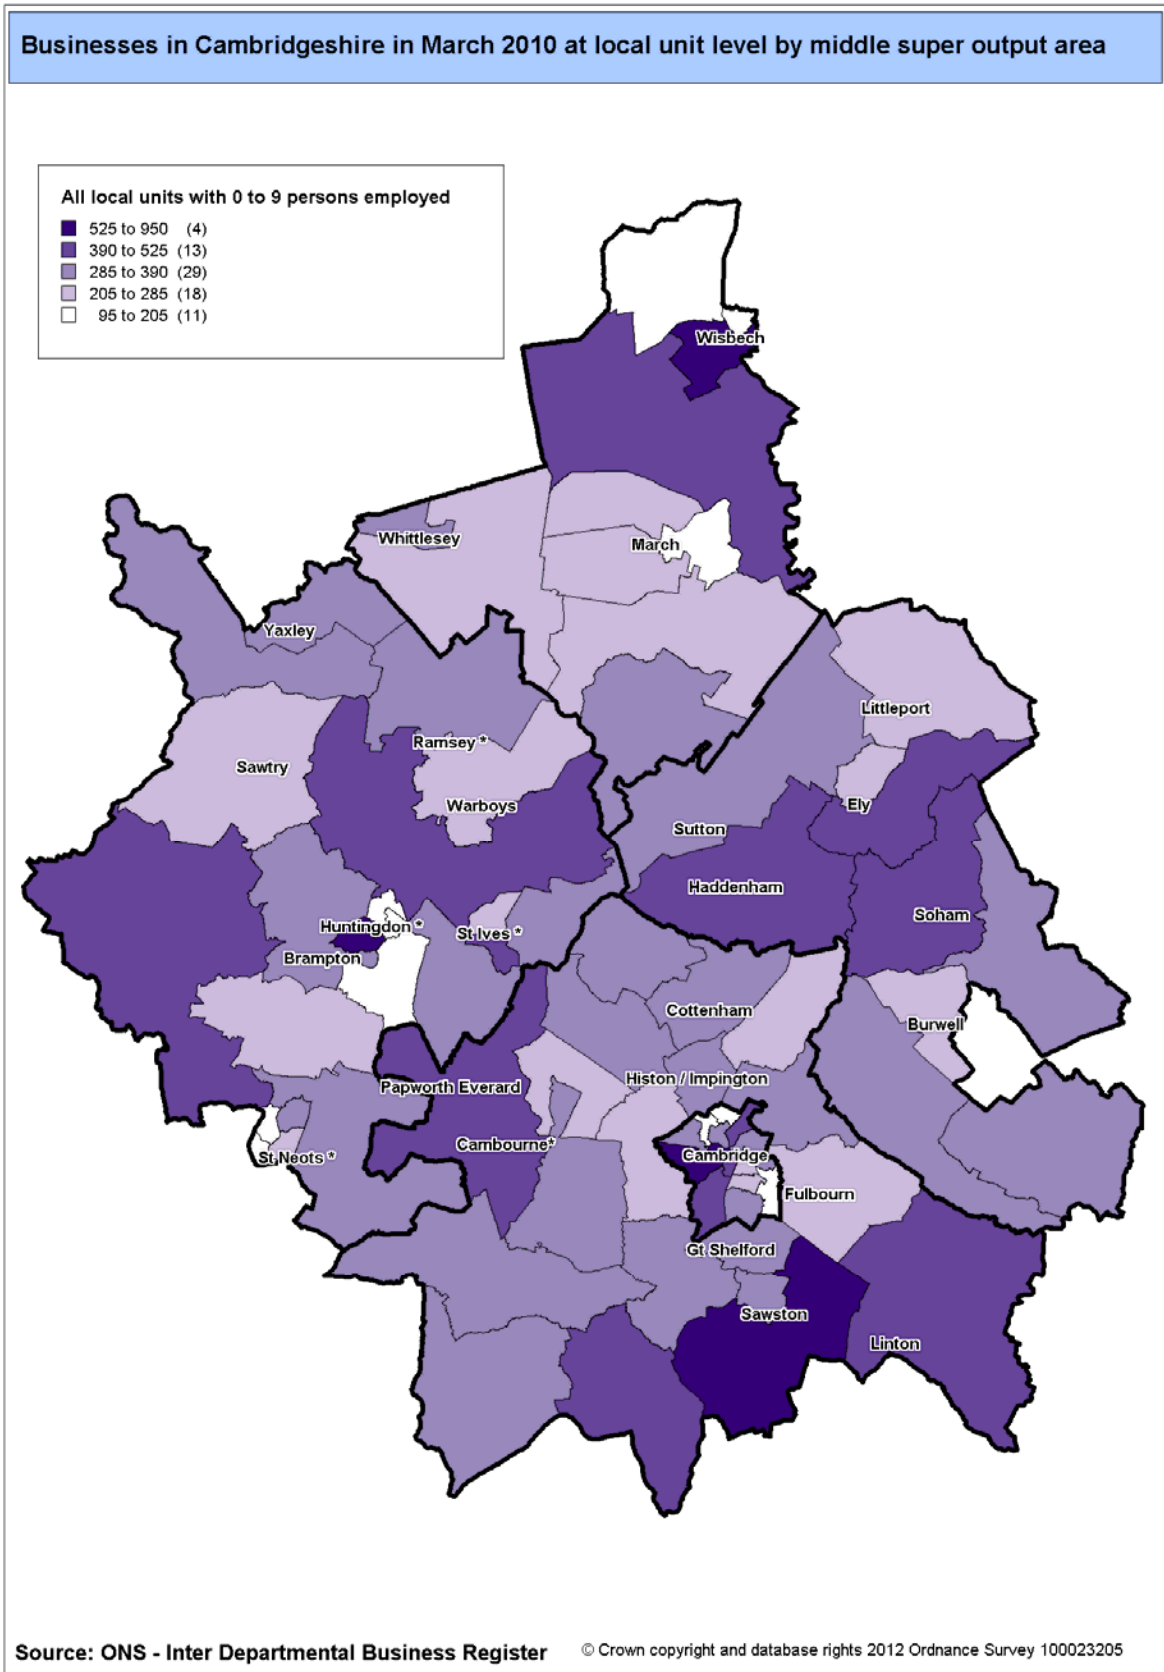 Businesses in Cambridgeshire in March 2010 at local unit level by middle super output area
All local units with 0 to 9 persons employed
525 to 950 (4)
390 to 525 (13)
285 to 390 (29)
205 to 285 (18)
95 to 205 (11)
Wisbech
Whittlesey
March
Yaxley
Littleport
Ramsey *
Sawtry
Warboys
Ely
Sutton
Haddenham
Soham
Huntingdon *
St Ives *
Brampton
Cottenham
Burwell
Histon / Impington
Papworth Everard
Cambourne*
Cambridge
St Neots *
Fulbourn
Gt Shelford
Sawston
Linton
Source: ONS - Inter Departmental Business Register
© Crown copyright and database rights 2012 Ordnance Survey 100023205